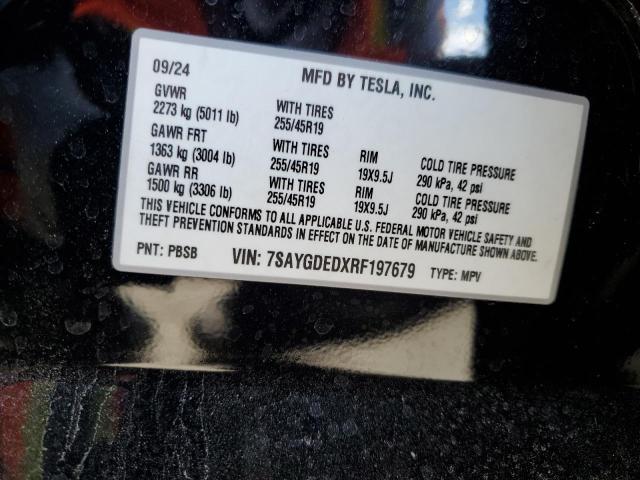 09/24 MFD BY TESLA, INC.
GVWR
2273 kg (5011 lb) WITH TIRES 255/45R19
GAWR FRT
1363 kg (3004 lb) WITH TIRES 255/45R19 RIM 19X9.5J COLD TIRE PRESSURE 290 kPa, 42 psi
GAWR RR
1500 kg (3306 lb) WITH TIRES 255/45R19 RIM 19X9.5J COLD TIRE PRESSURE 290 kPa, 42 psi
THIS VEHICLE CONFORMS TO ALL APPLICABLE U.S. FEDERAL MOTOR VEHICLE SAFETY AND
THEFT PREVENTION STANDARDS IN EFFECT ON THE DATE OF MANUFACTURE SHOWN ABOVE.
PNT: PBSB VIN: 7SAYGDEDXRF197679 TYPE: MPV